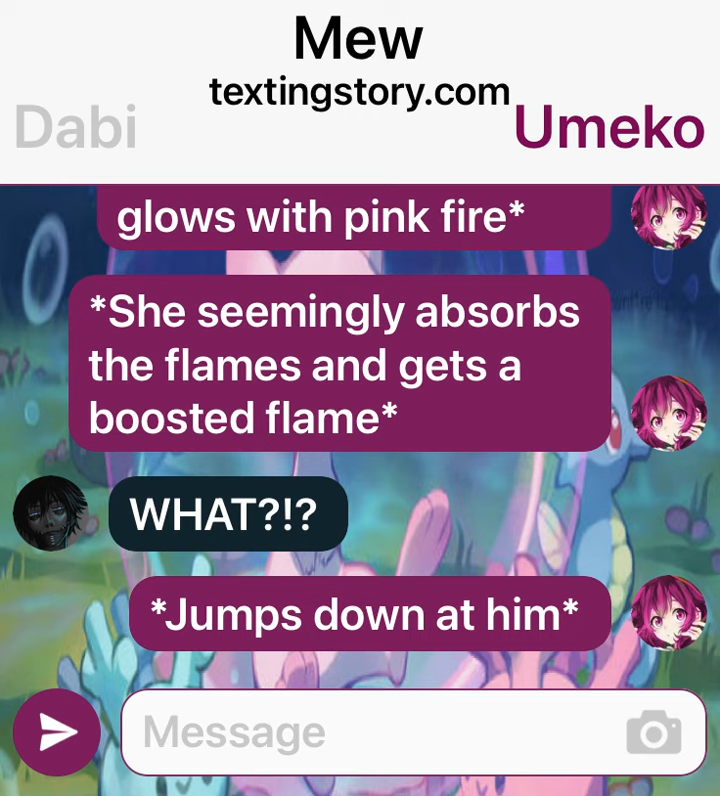 Mew
textingstory.com
Dabi
Umeko
glows with pink fire*
*She seemingly absorbs
the flames and gets a
boosted flame*
WHAT?!?
*Jumps down at him*
Message